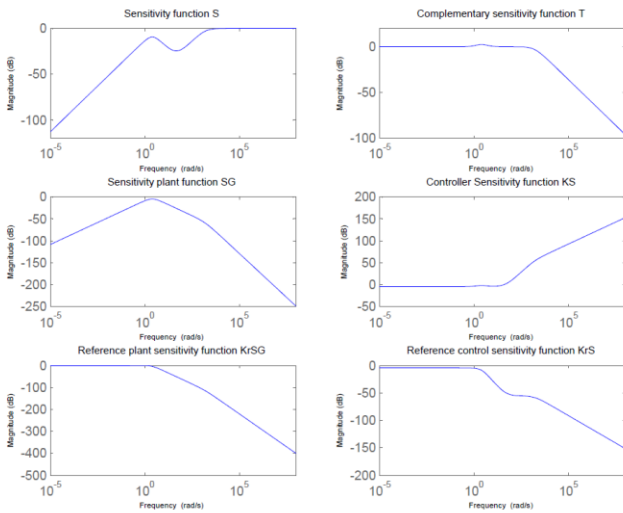 Sensitivity function S
Complementary sensitivity function T
Magnitude (dB)
0
-50
-100
10^-5
10^0
10^5
Frequency (rad/s)
Magnitude (dB)
0
-50
-100
10^-5
10^0
10^5
Frequency (rad/s)
Sensitivity plant function SG
Controller Sensitivity function KS
Magnitude (dB)
0
-50
-100
-150
-200
-250
10^-5
10^0
10^5
Frequency (rad/s)
Magnitude (dB)
200
150
100
50
0
-50
10^-5
10^0
10^5
Frequency (rad/s)
Reference plant sensitivity function KrSG
Reference control sensitivity function KrS
Magnitude (dB)
0
-100
-200
-300
-400
-500
10^-5
10^0
10^5
Frequency (rad/s)
Magnitude (dB)
0
-50
-100
-150
-200
10^-5
10^0
10^5
Frequency (rad/s)